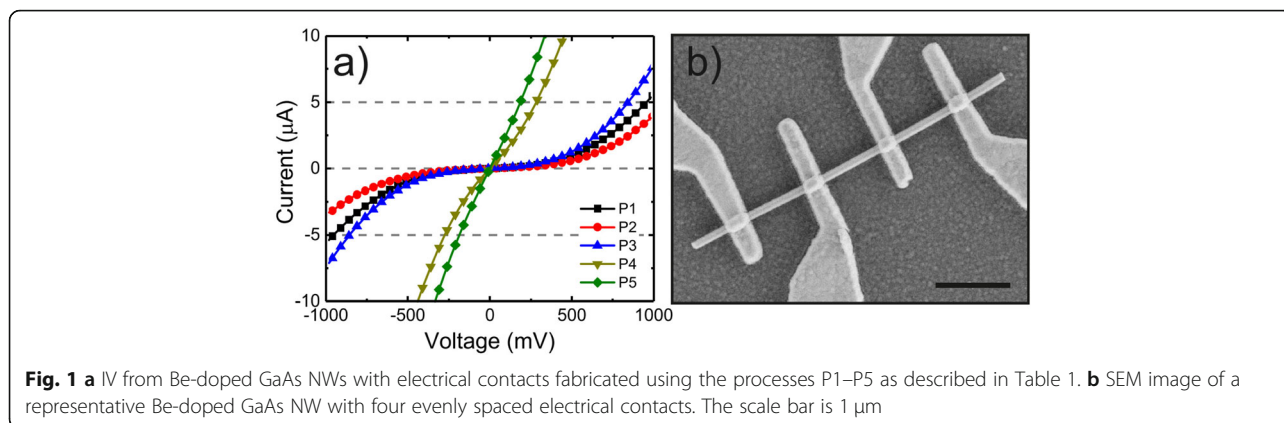 a)
10
5
0
-5
-10
Current (μA)
-1000 -500 0 500 1000
Voltage (mV)
P1
P2
P3
P4
P5
b)
Fig. 1 a IV from Be-doped GaAs NWs with electrical contacts fabricated using the processes P1–P5 as described in Table 1. b SEM image of a
representative Be-doped GaAs NW with four evenly spaced electrical contacts. The scale bar is 1 μm